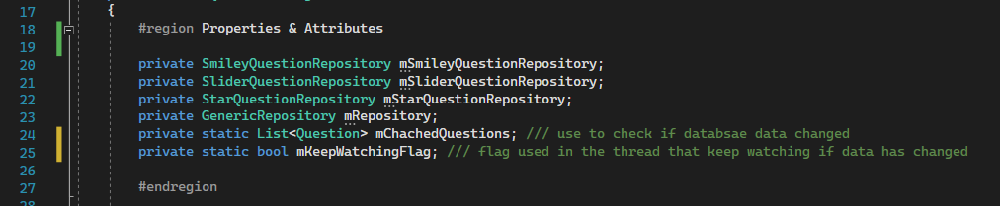 17 {
18 #region Properties & Attributes
19
20 private SmileyQuestionRepository mSmileyQuestionRepository;
21 private SliderQuestionRepository mSliderQuestionRepository;
22 private StarQuestionRepository mStarQuestionRepository;
23 private GenericRepository mRepository;
24 private static List<Question> mChachedQuestions; /// use to check if databsae data changed
25 private static bool mKeepWatchingFlag; /// flag used in the thread that keep watching if data has changed
26
27 #endregion
28